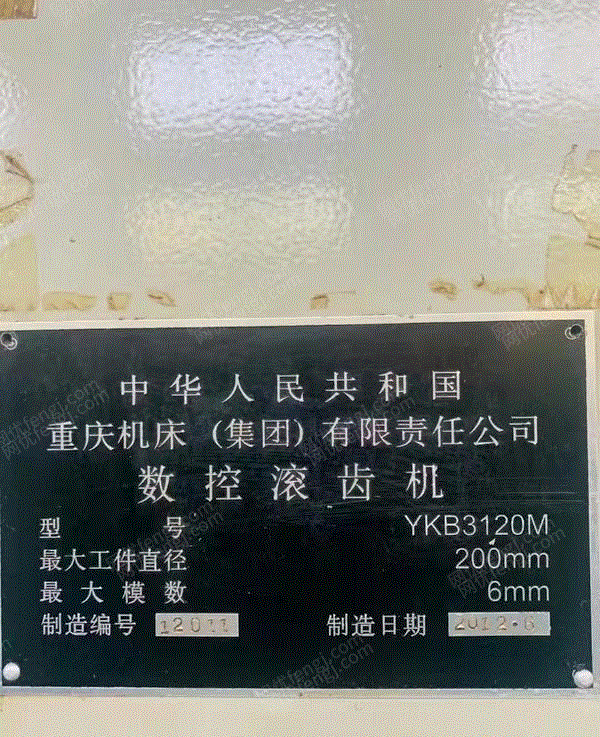 中华人民共和国
重庆机床(集团)有限责任公司
数控滚齿机
型号 YKB3120M
最大工件直径 200mm
最大模数 6mm
制造编号 12011 制造日期 2012.6